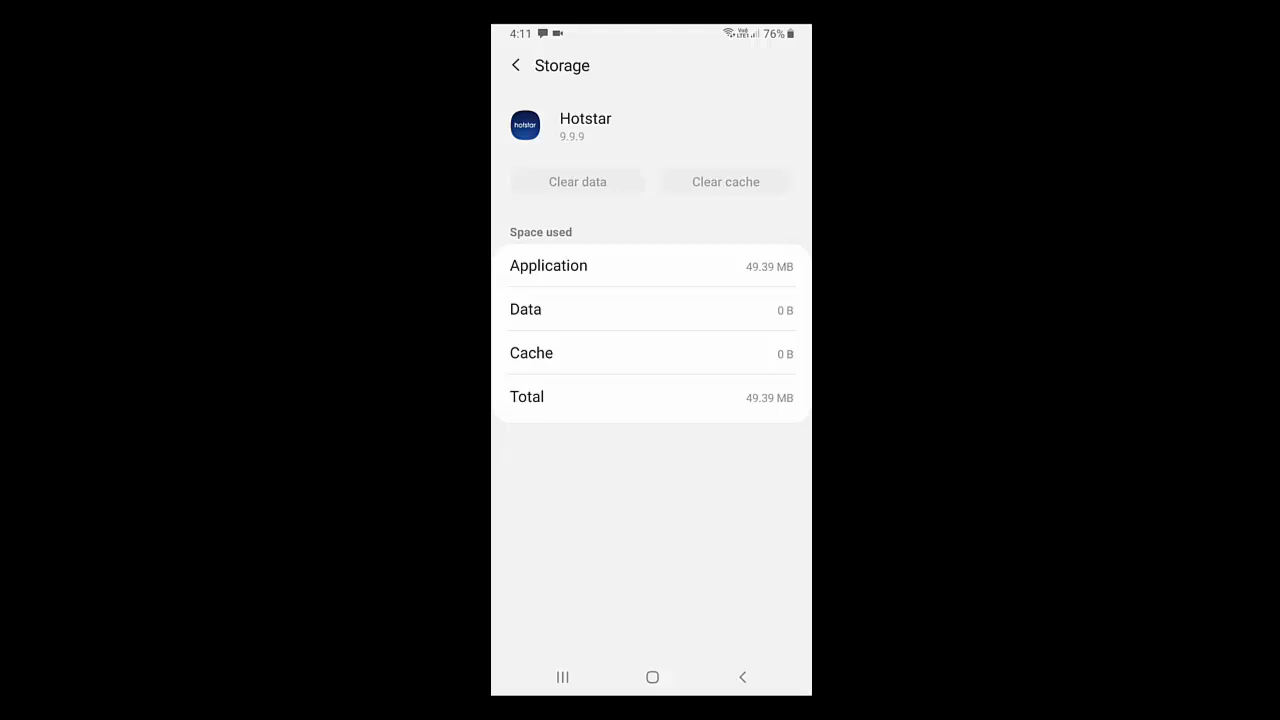 4:11 76%
Storage
hotstar
Hotstar
9.9.9
Clear data Clear cache
Space used
Application 49.39 MB
Data 0 B
Cache 0 B
Total 49.39 MB